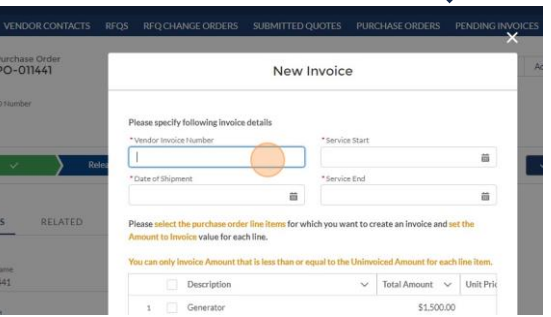 VENDOR CONTACTS RFQS RFQ CHANGE ORDERS SUBMITTED QUOTES PURCHASE ORDERS PENDING INVOICES
Purchase Order
PO-011441
New Invoice
Number
Please specify following invoice details
*Vendor Invoice Number *Service Start
*Date of Shipment *Service End
RELATED
Please select the purchase order line items for which you want to create an invoice and set the
Amount to Invoice value for each line.
You can only invoice Amount that is less than or equal to the Uninvoiced Amount for each line item.
Description Total Amount Unit Pric
1 Generator $1,500.00